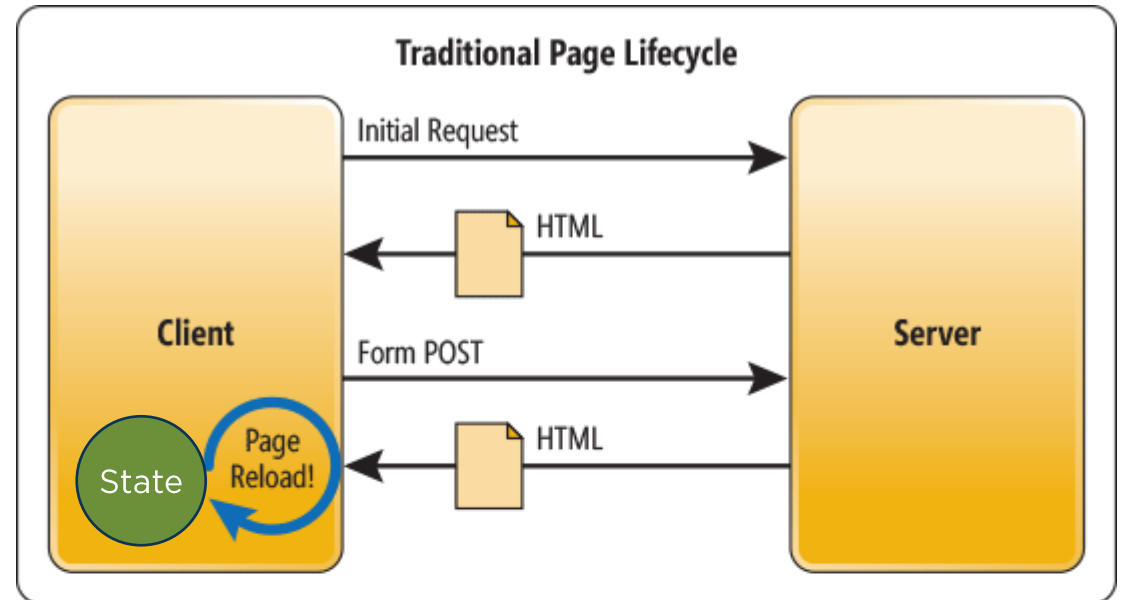 Traditional Page Lifecycle
Initial Request
HTML
Client
Server
Form POST
HTML
Page
Reload!
State